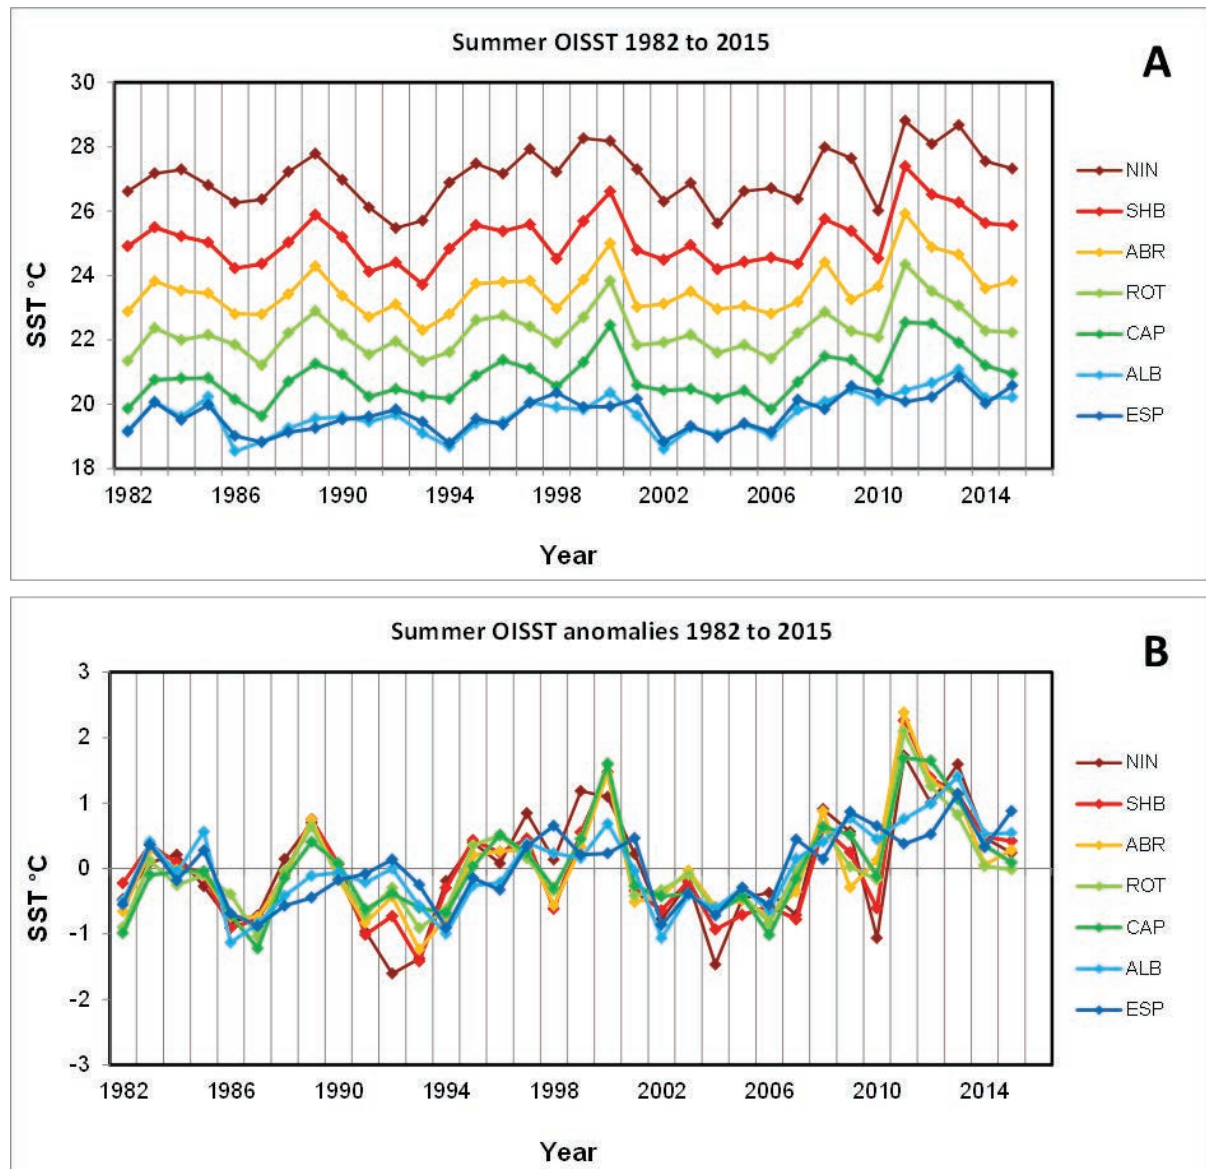 Summer OISST 1982 to 2015
A
30
28
26
24
22
20
18
SST °C
1982 1986 1990 1994 1998 2002 2006 2010 2014
Year
NIN
SHB
ABR
ROT
CAP
ALB
ESP
Summer OISST anomalies 1982 to 2015
B
3
2
1
0
-1
-2
-3
SST °C
1982 1986 1990 1994 1998 2002 2006 2010 2014
Year
NIN
SHB
ABR
ROT
CAP
ALB
ESP